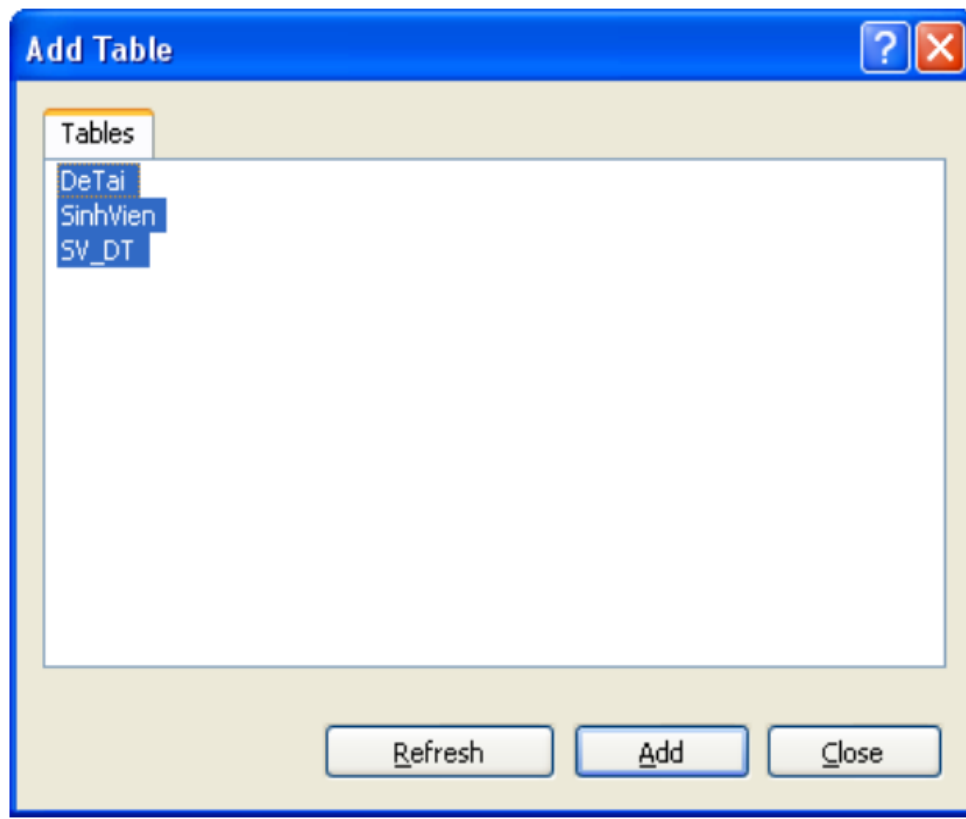 Add Table
Tables
DeTai
SinhVien
SV_DT
Refresh Add Close